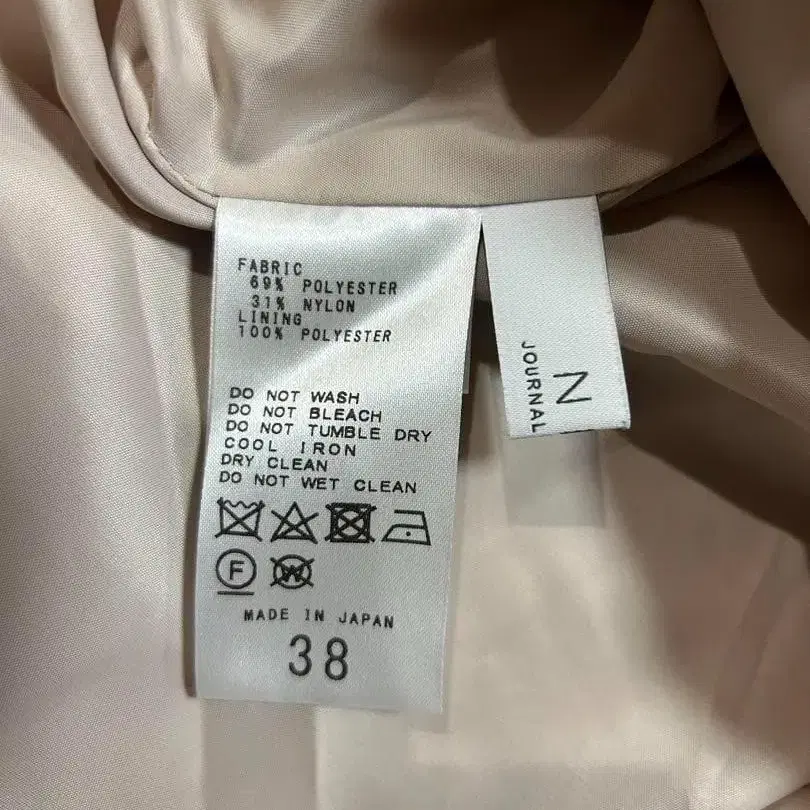 FABRIC
69% POLYESTER
31% NYLON
LINING
100% POLYESTER
DO NOT WASH
DO NOT BLEACH
DO NOT TUMBLE DRY
COOL IRON
DRY CLEAN
DO NOT WET CLEAN
F W
MADE IN JAPAN
38
N
JOURNAL